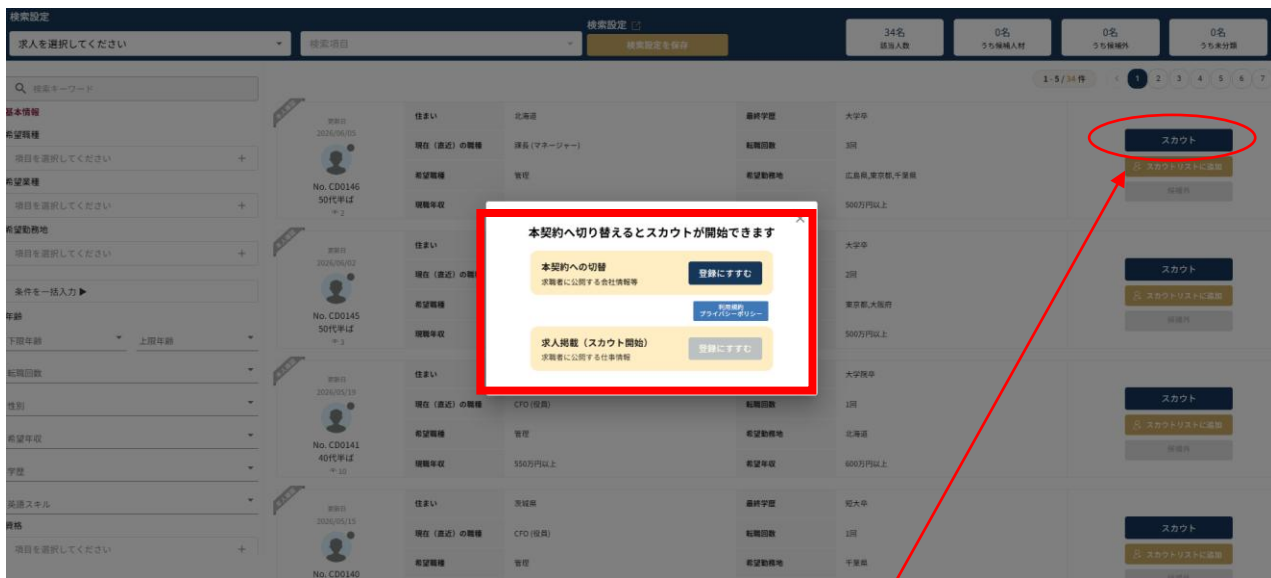 検索設定
求人を選択してください
検索項目
検索設定
検索設定を保存
34名
該当人数
0名
うち候補人材
0名
うち候補外
0名
うち未分類
検索キーワード
1-5 / 34 件
1 2 3 4 5 6 7
基本情報
希望職種
項目を選択してください
希望業種
項目を選択してください
希望勤務地
項目を選択してください
条件を一括入力▶
年齢
下限年齢
上限年齢
転職回数
性別
希望年収
学歴
英語スキル
資格
項目を選択してください
更新日
2026/06/05
No. CD0146
50代半ば
2
住まい
北海道
最終学歴
大学卒
現在(直近)の職種
課長 (マネージャー)
転職回数
3回
希望職種
管理
希望勤務地
広島県,東京都,千葉県
現職年収
500万円以上
スカウト
スカウトリストに追加
候補外
更新日
2026/06/02
No. CD0145
50代半ば
3
住まい
大学卒
現在(直近)の職種
2回
希望職種
東京都,大阪府
現職年収
500万円以上
スカウト
スカウトリストに追加
候補外
本契約へ切り替えるとスカウトが開始できます
本契約への切替
求職者に公開する会社情報等
登録にすすむ
利用規約
プライバシーポリシー
求人掲載(スカウト開始)
求職者に公開する仕事情報
登録にすすむ
更新日
2026/05/19
No. CD0141
40代半ば
10
住まい
大学院卒
現在(直近)の職種
CFO (役員)
転職回数
1回
希望職種
管理
希望勤務地
北海道
現職年収
550万円以上
希望年収
600万円以上
スカウト
スカウトリストに追加
候補外
更新日
2026/05/15
No. CD0140
住まい
茨城県
最終学歴
短大卒
現在(直近)の職種
CFO (役員)
転職回数
1回
希望職種
管理
希望勤務地
千葉県
スカウト
スカウトリストに追加